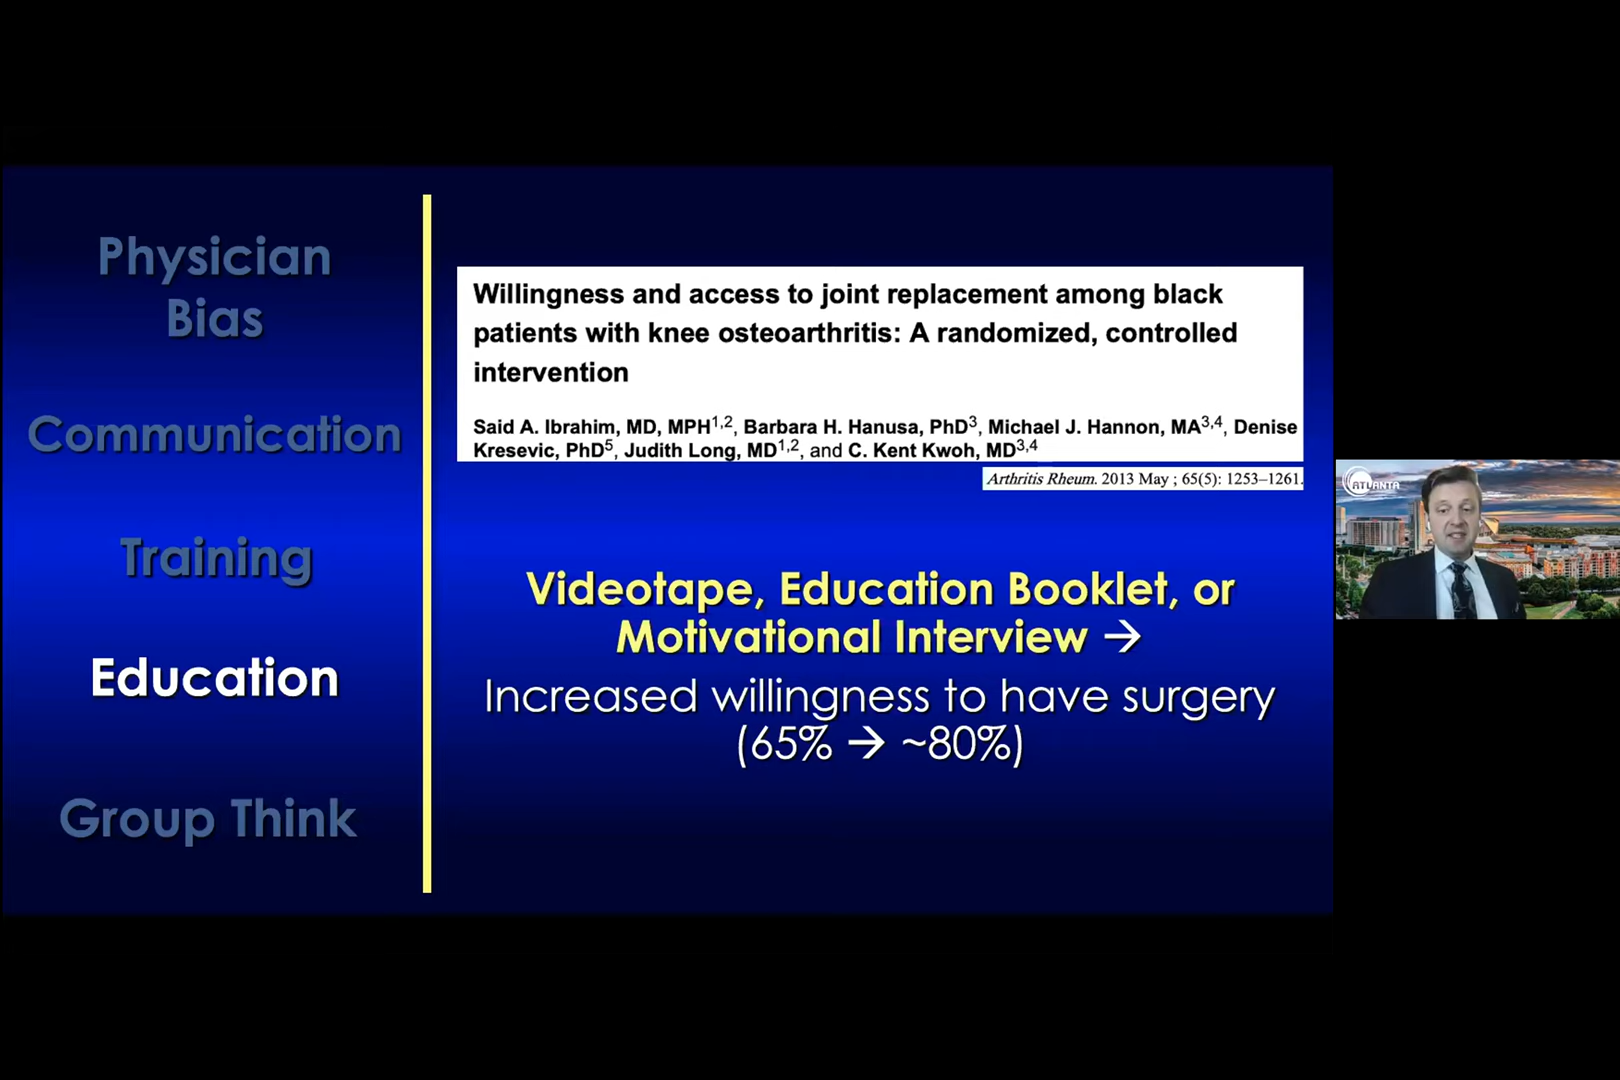 Physician
Bias
Communication
Training
Education
Group Think
Willingness and access to joint replacement among black
patients with knee osteoarthritis: A randomized, controlled
intervention
Said A. Ibrahim, MD, MPH1,2, Barbara H. Hanusa, PhD3, Michael J. Hannon, MA3,4, Denise
Kresevic, PhD5, Judith Long, MD1,2, and C. Kent Kwoh, MD3,4
Arthritis Rheum. 2013 May ; 65(5): 1253–1261.
Videotape, Education Booklet, or
Motivational Interview →
Increased willingness to have surgery
(65% → ~80%)
ATLANTA